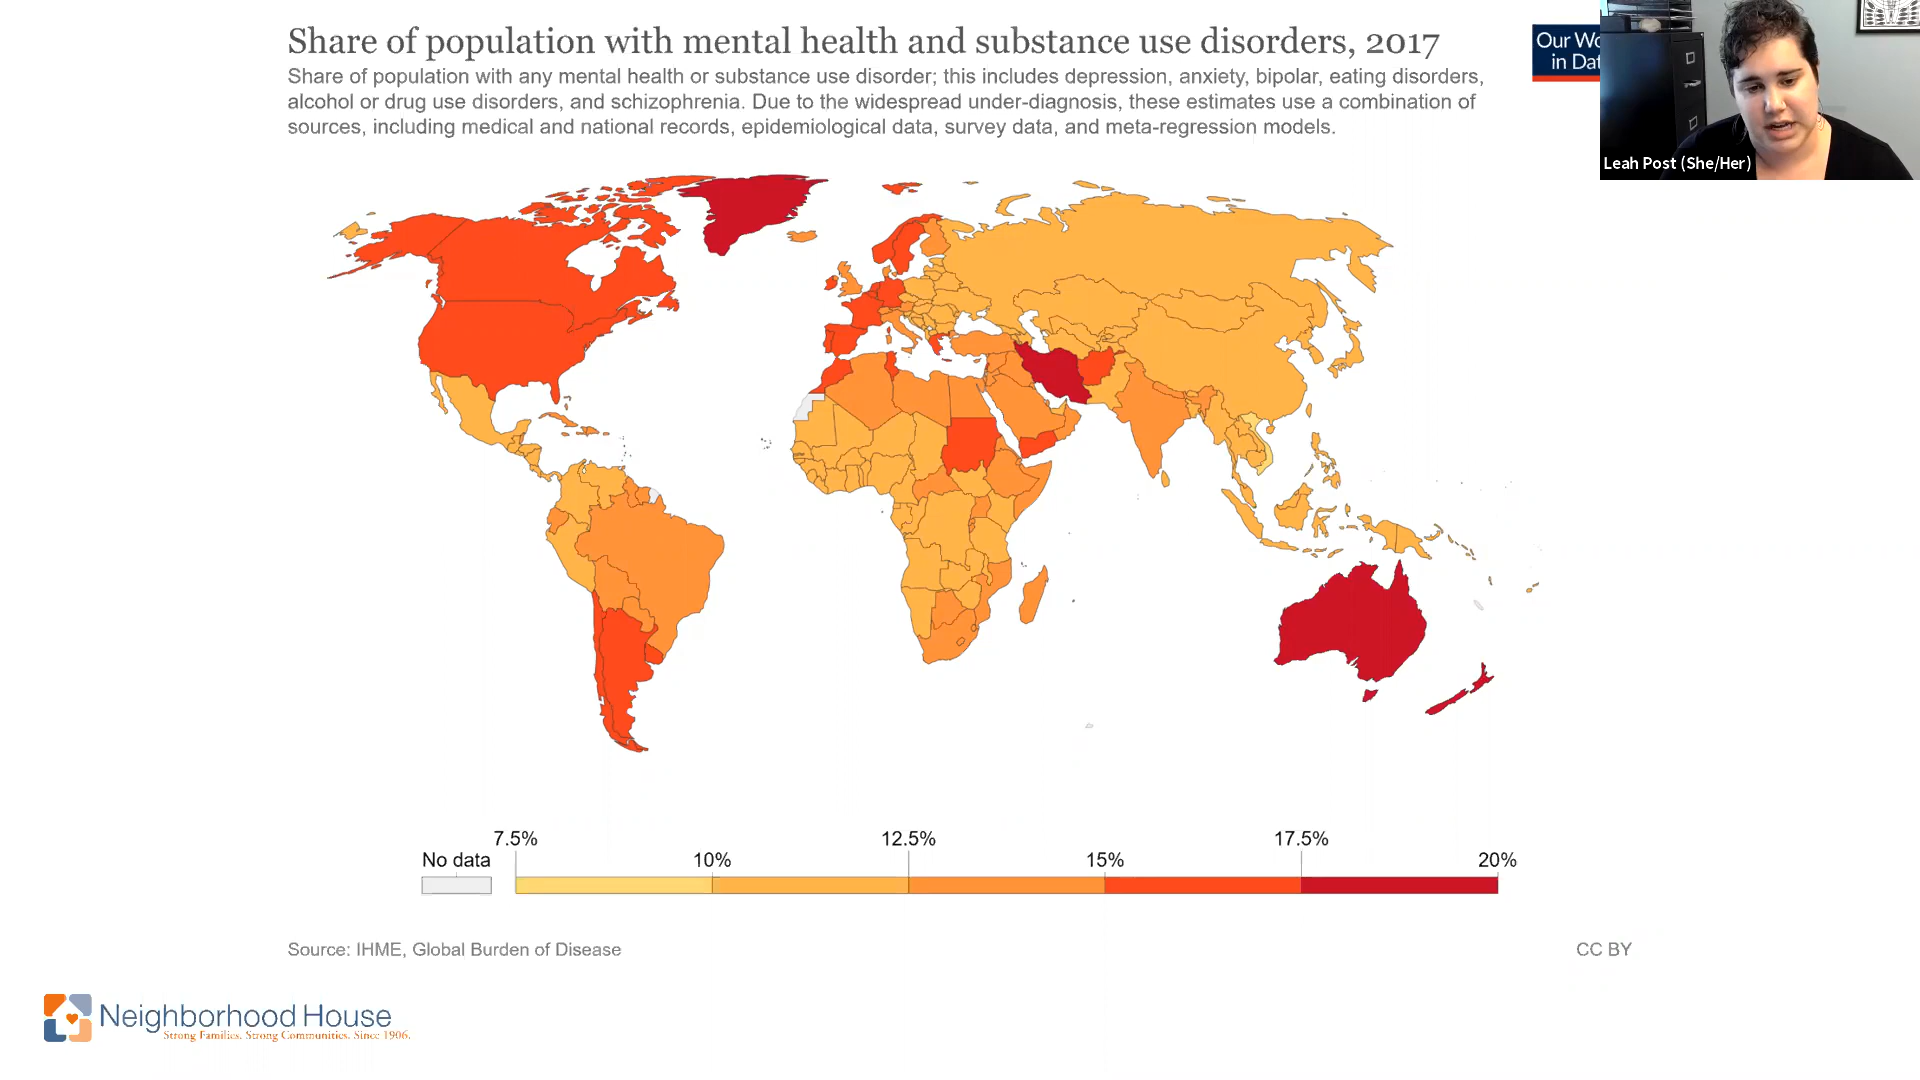 Share of population with mental health and substance use disorders, 2017
Share of population with any mental health or substance use disorder; this includes depression, anxiety, bipolar, eating disorders,
alcohol or drug use disorders, and schizophrenia. Due to the widespread under-diagnosis, these estimates use a combination of
sources, including medical and national records, epidemiological data, survey data, and meta-regression models.
Our Wo
in Dat
Leah Post (She/Her)
7.5% 12.5% 17.5%
No data 10% 15% 20%
Source: IHME, Global Burden of Disease
CC BY
Neighborhood House
Strong Families. Strong Communities. Since 1906.